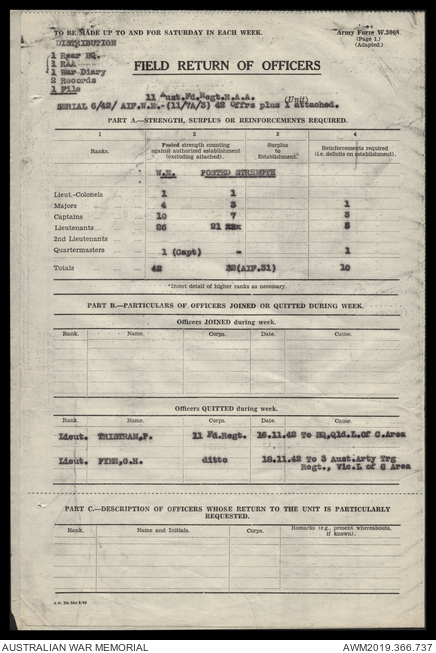 TO BE MADE UP TO AND FOR SATURDAY IN EACH WEEK.
Army Form W.3008
(Page 1.)
(Adapted.)
DISTRIBUTION
1 Rear HQ.
1 RAA
1 War Diary
2 Records
1 File
FIELD RETURN OF OFFICERS
11 Aust.Fd.Regt.R.A.A. (Unit)
SERIAL 6/42/ AIF.W.E.-(11/7A/3) 42 Offrs plus 1 attached.
PART A.—STRENGTH, SURPLUS OR REINFORCEMENTS REQUIRED.
1 2 3 4
Ranks. Posted strength counting against authorized establishment (excluding attached). Surplus to Establishment. Reinforcements required (i.e. deficits on establishment).
W.E. POSTED STRENGTH
Lieut.-Colonels 1 1
Majors 4 3 1
Captains 10 7 3
Lieutenants 26 21 5
2nd Lieutenants
Quartermasters 1 (Capt) - 1
Totals 42 32(AIF.31) 10
*Insert detail of higher ranks as necessary.
PART B.—PARTICULARS OF OFFICERS JOINED OR QUITTED DURING WEEK.
Officers JOINED during week.
Rank. Name. Corps. Date. Cause.
Officers QUITTED during week.
Rank. Name. Corps. Date. Cause.
Lieut. TRISTRAM,F. 11 Fd.Regt. 16.11.42 To HQ,Qld.L.Of C.Area
Lieut. G.H. ditto 18.11.42 To 3 Aust.Arty Trg
Regt., Vic.L of G Area
PART C.—DESCRIPTION OF OFFICERS WHOSE RETURN TO THE UNIT IS PARTICULARLY
REQUESTED.
Rank. Name and Initials. Corps. Remarks (e.g., present whereabouts, if known).
AUSTRALIAN WAR MEMORIAL
AWM2019.366.737